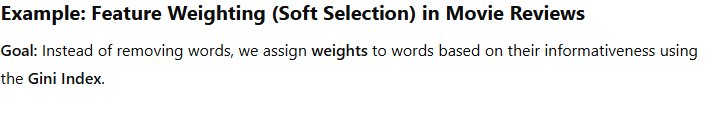 Example: Feature Weighting (Soft Selection) in Movie Reviews
Goal: Instead of removing words, we assign weights to words based on their informativeness using
the Gini Index.